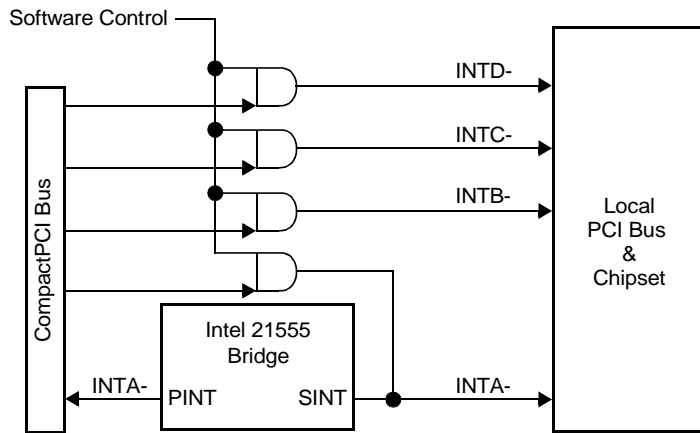 Software Control
INTD-
INTC-
INTB-
CompactPCI Bus
Local
PCI Bus
&
Chipset
Intel 21555
Bridge
INTA-
PINT
SINT
INTA-